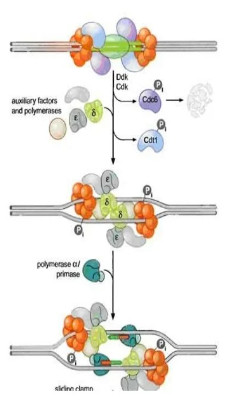 Ddk
Cdk
P
Cdc6
auxiliary factors
and polymerases
ε
δ
P
Cdt1
P
ε
δ
δ
ε
P
polymerase α/
primase
P
P
sliding clamp